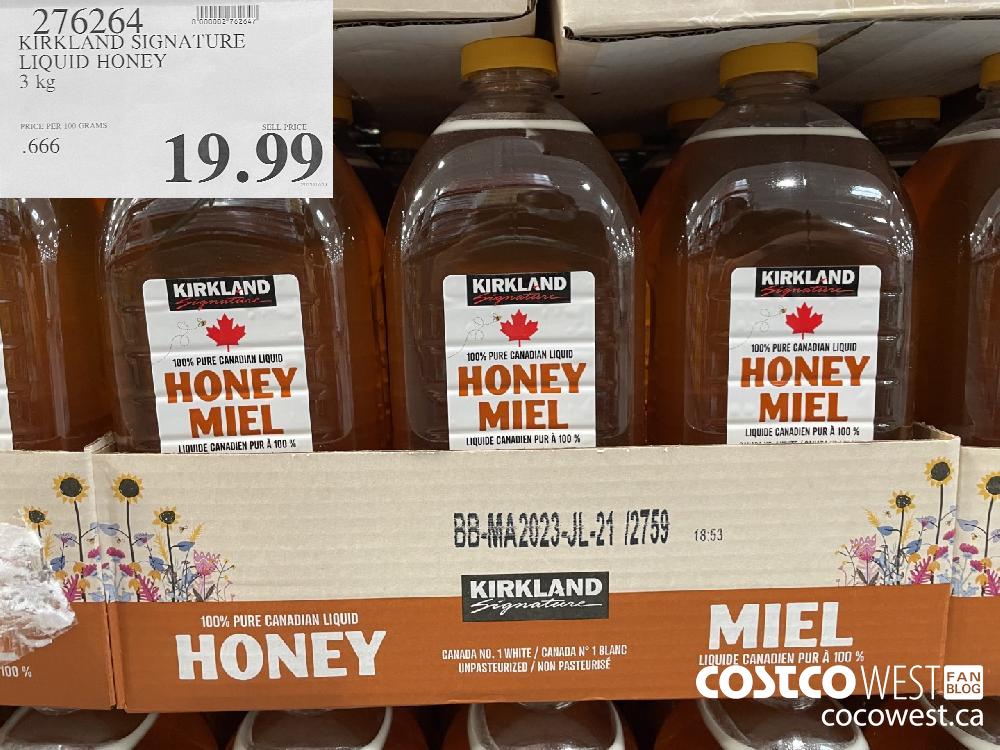 276264
0"000002"762647
KIRKLAND SIGNATURE
LIQUID HONEY
3 kg
PRICE PER 100 GRAMS
.666
SELL PRICE
19.99
KIRKLAND
Signature
100% PURE CANADIAN LIQUID
HONEY
MIEL
LIQUIDE CANADIEN PUR À 100 %
KIRKLAND
Signature
100% PURE CANADIAN LIQUID
HONEY
MIEL
LIQUIDE CANADIEN PUR À 100 %
KIRKLAND
Signature
100% PURE CANADIAN LIQUID
HONEY
MIEL
LIQUIDE CANADIEN PUR À 100 %
BB-MA2023-JL-21 /2759 18:53
KIRKLAND
Signature
100% PURE CANADIAN LIQUID
HONEY
CANADA NO. 1 WHITE / CANADA N° 1 BLANC
UNPASTEURIZED / NON PASTEURISÉ
MIEL
LIQUIDE CANADIEN PUR À 100 %
100 %
COSTCO WEST FAN BLOG
cocowest.ca